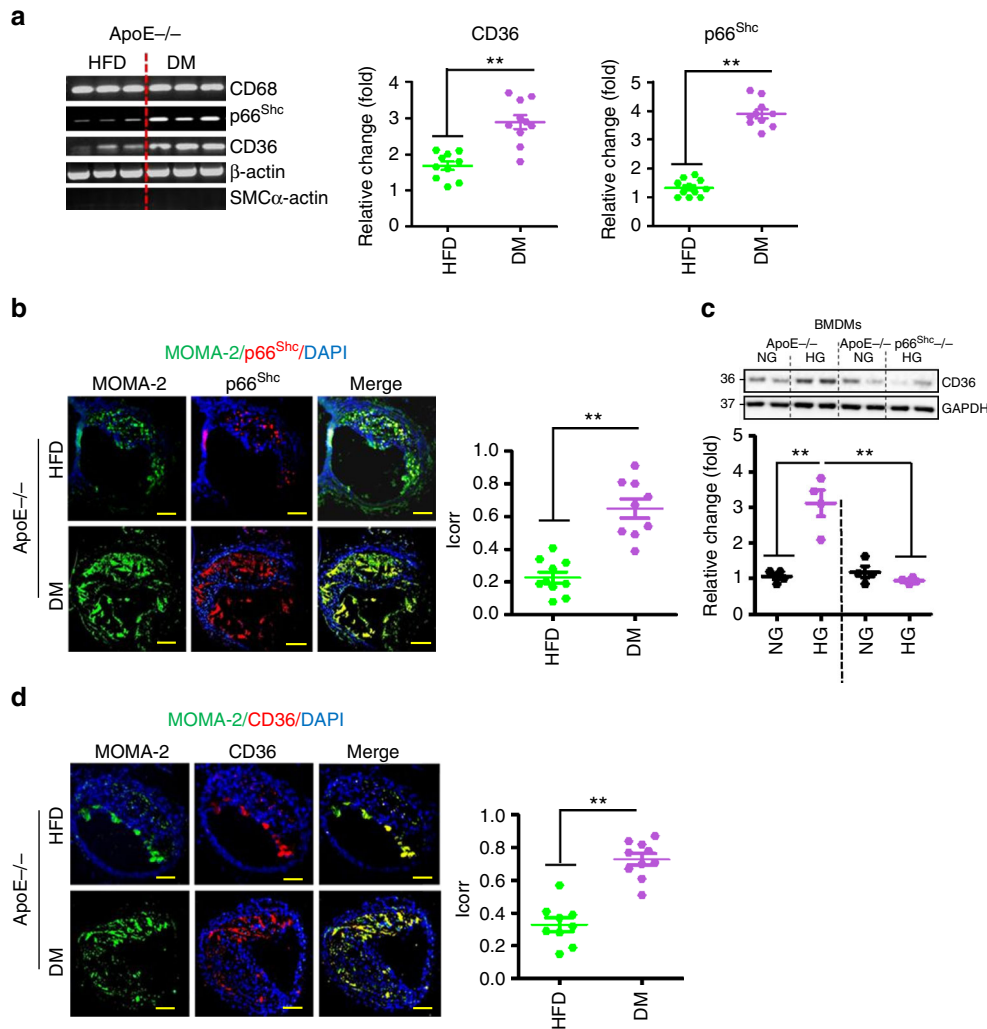 a
ApoE–/–
HFD DM
CD68
p66Shc
CD36
β-actin
SMCα-actin
CD36
Relative change (fold)
**
4
3
2
1
0
HFD
DM
p66Shc
Relative change (fold)
**
5
4
3
2
1
0
HFD
DM
b
MOMA-2/p66Shc/DAPI
MOMA-2 p66Shc Merge
ApoE–/–
HFD
DM
Icorr
**
1.0
0.8
0.6
0.4
0.2
0.0
HFD
DM
c
BMDMs
ApoE–/– ApoE–/– p66Shc–/–
NG HG NG HG
36
CD36
37
GAPDH
Relative change (fold)
** **
5
4
3
2
1
0
NG
HG
NG
HG
d
MOMA-2/CD36/DAPI
MOMA-2 CD36 Merge
ApoE–/–
HFD
DM
Icorr
**
1.0
0.8
0.6
0.4
0.2
0.0
HFD
DM